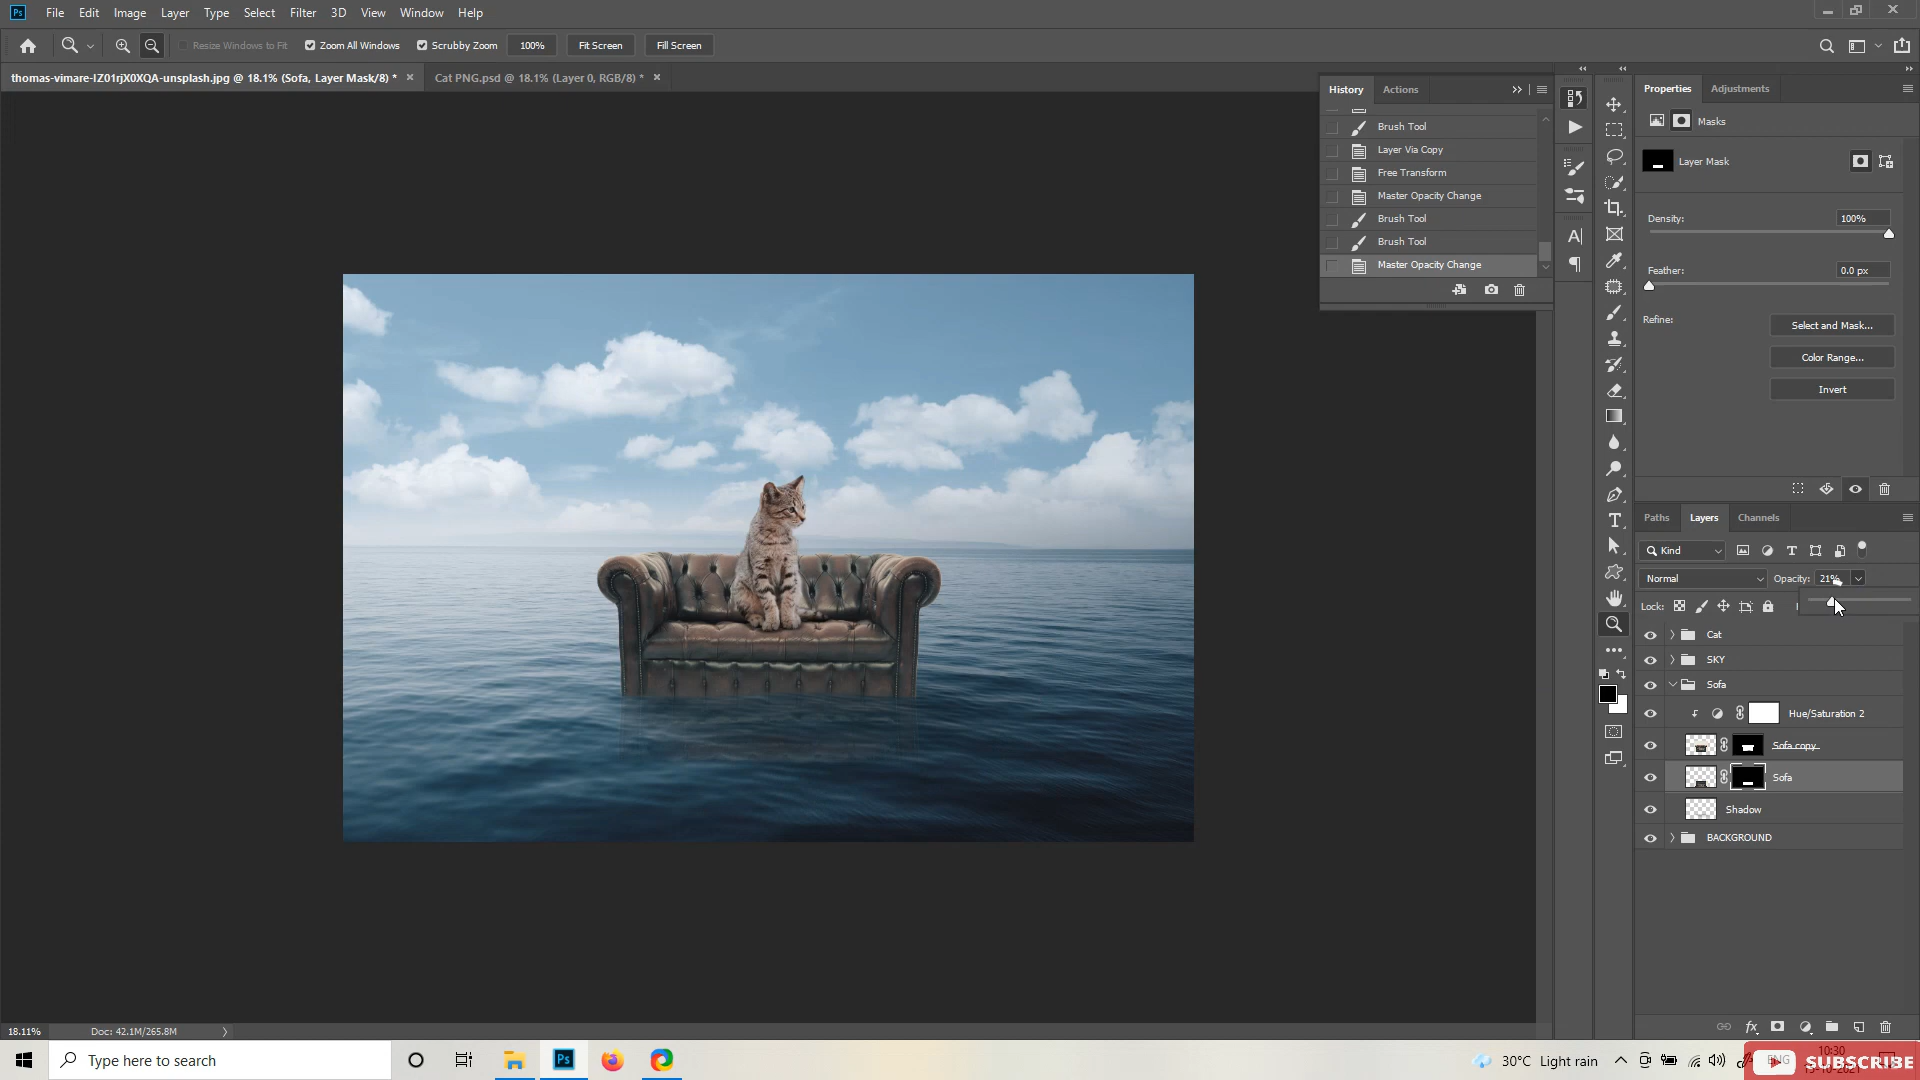 Ps File Edit Image Layer Type Select Filter 3D View Window Help
Resize Windows to Fit Zoom All Windows Scrubby Zoom 100% Fit Screen Fill Screen
thomas-vimare-IZ01rjX0XQA-unsplash.jpg @ 18.1% (Sofa, Layer Mask/8) * × Cat PNG.psd @ 18.1% (Layer 0, RGB/8) * ×
History Actions
Brush Tool
Layer Via Copy
Free Transform
Master Opacity Change
Brush Tool
Brush Tool
Master Opacity Change
Properties Adjustments
Masks
Layer Mask
Density: 100%
Feather: 0.0 px
Refine: Select and Mask...
Color Range...
Invert
Paths Layers Channels
Kind
Normal Opacity: 21%
Lock:
Cat
SKY
Sofa
Hue/Saturation 2
Sofa copy
Sofa
Shadow
BACKGROUND
18.11% Doc: 42.1M/265.8M
Type here to search
Ps
30°C Light rain
ENG
10:30
SUBSCRIBE